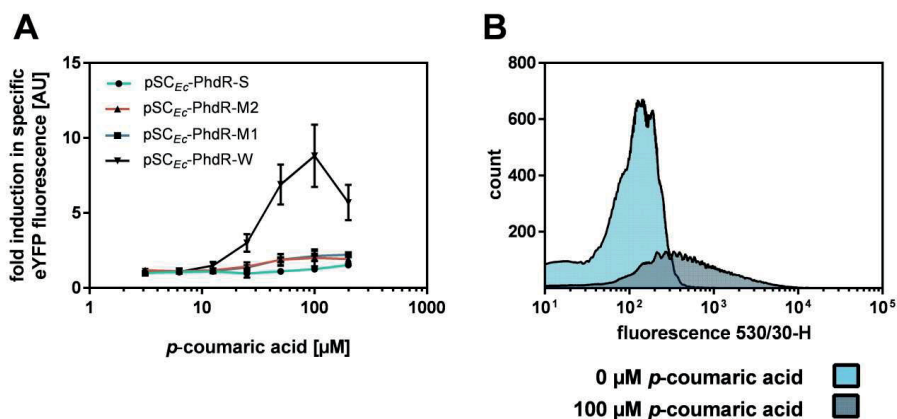 A
fold induction in specific
eYFP fluorescence [AU]
15
10
5
0
pSCEc-PhdR-S
pSCEc-PhdR-M2
pSCEc-PhdR-M1
pSCEc-PhdR-W
1
10
100
1000
p-coumaric acid [µM]
B
count
800
600
400
200
10¹
10²
10³
10⁴
10⁵
fluorescence 530/30-H
0 µM p-coumaric acid
100 µM p-coumaric acid